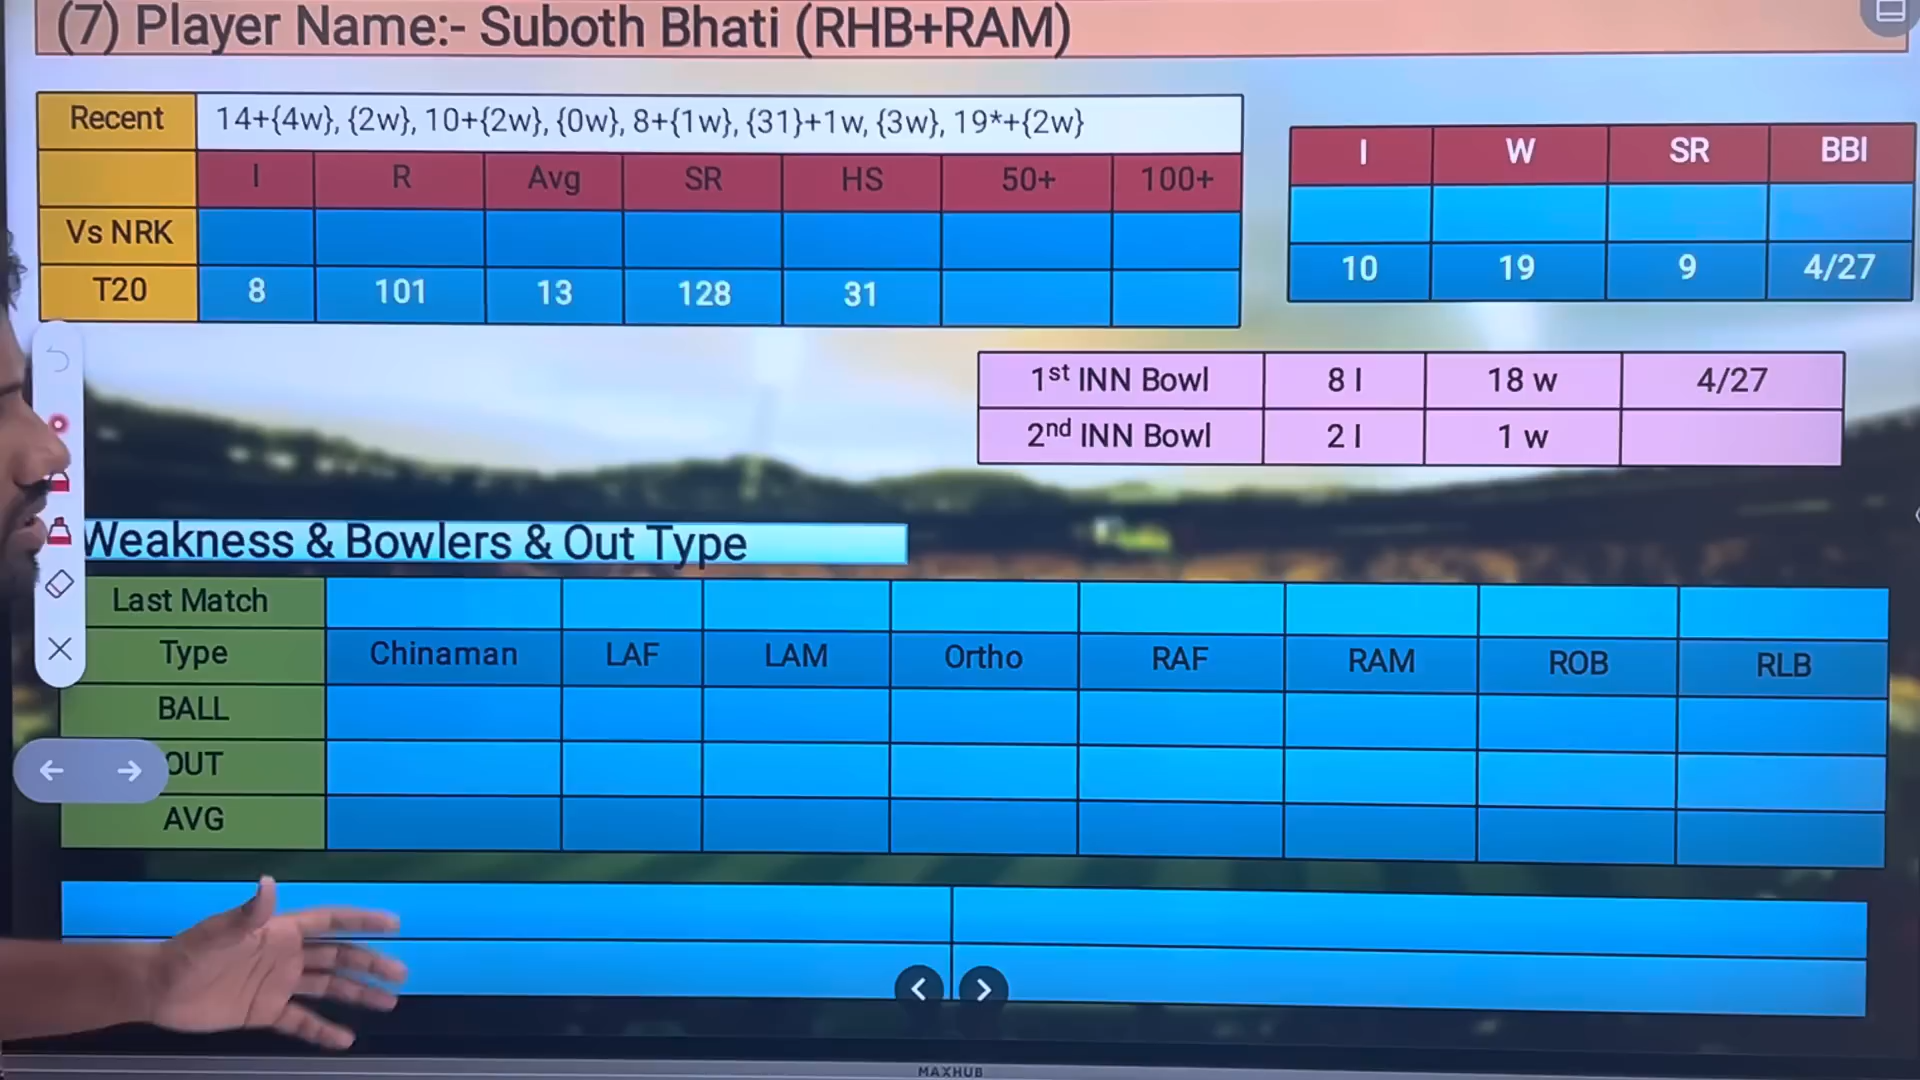 (7) Player Name:- Suboth Bhati (RHB+RAM)
Recent 14+{4w}, {2w}, 10+{2w}, {0w}, 8+{1w}, {31}+1w, {3w}, 19*+{2w}
I R Avg SR HS 50+ 100+
Vs NRK
T20 8 101 13 128 31
I W SR BBI
10 19 9 4/27
1st INN Bowl 8 I 18 w 4/27
2nd INN Bowl 2 I 1 w
Weakness & Bowlers & Out Type
Last Match
Type Chinaman LAF LAM Ortho RAF RAM ROB RLB
BALL
OUT
AVG
MAXHUB